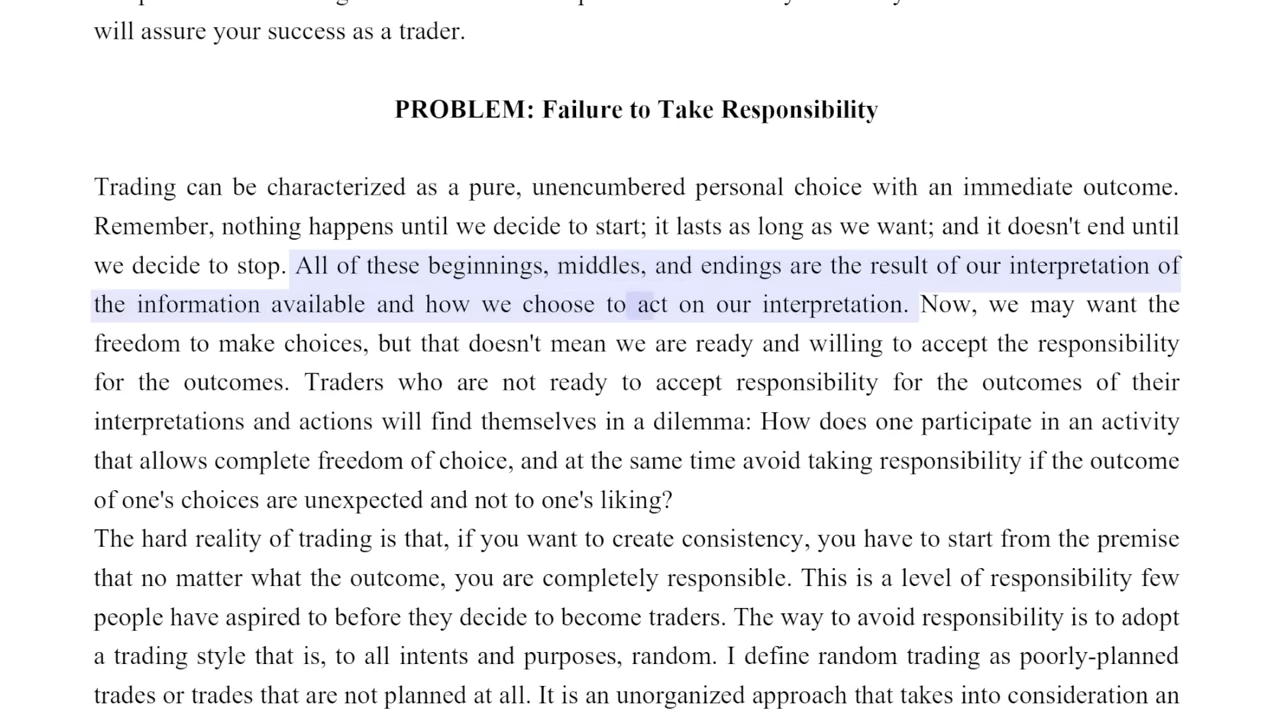 will assure your success as a trader.
PROBLEM: Failure to Take Responsibility
Trading can be characterized as a pure, unencumbered personal choice with an immediate outcome.
Remember, nothing happens until we decide to start; it lasts as long as we want; and it doesn't end until
we decide to stop. All of these beginnings, middles, and endings are the result of our interpretation of
the information available and how we choose to act on our interpretation. Now, we may want the
freedom to make choices, but that doesn't mean we are ready and willing to accept the responsibility
for the outcomes. Traders who are not ready to accept responsibility for the outcomes of their
interpretations and actions will find themselves in a dilemma: How does one participate in an activity
that allows complete freedom of choice, and at the same time avoid taking responsibility if the outcome
of one's choices are unexpected and not to one's liking?
The hard reality of trading is that, if you want to create consistency, you have to start from the premise
that no matter what the outcome, you are completely responsible. This is a level of responsibility few
people have aspired to before they decide to become traders. The way to avoid responsibility is to adopt
a trading style that is, to all intents and purposes, random. I define random trading as poorly-planned
trades or trades that are not planned at all. It is an unorganized approach that takes into consideration an